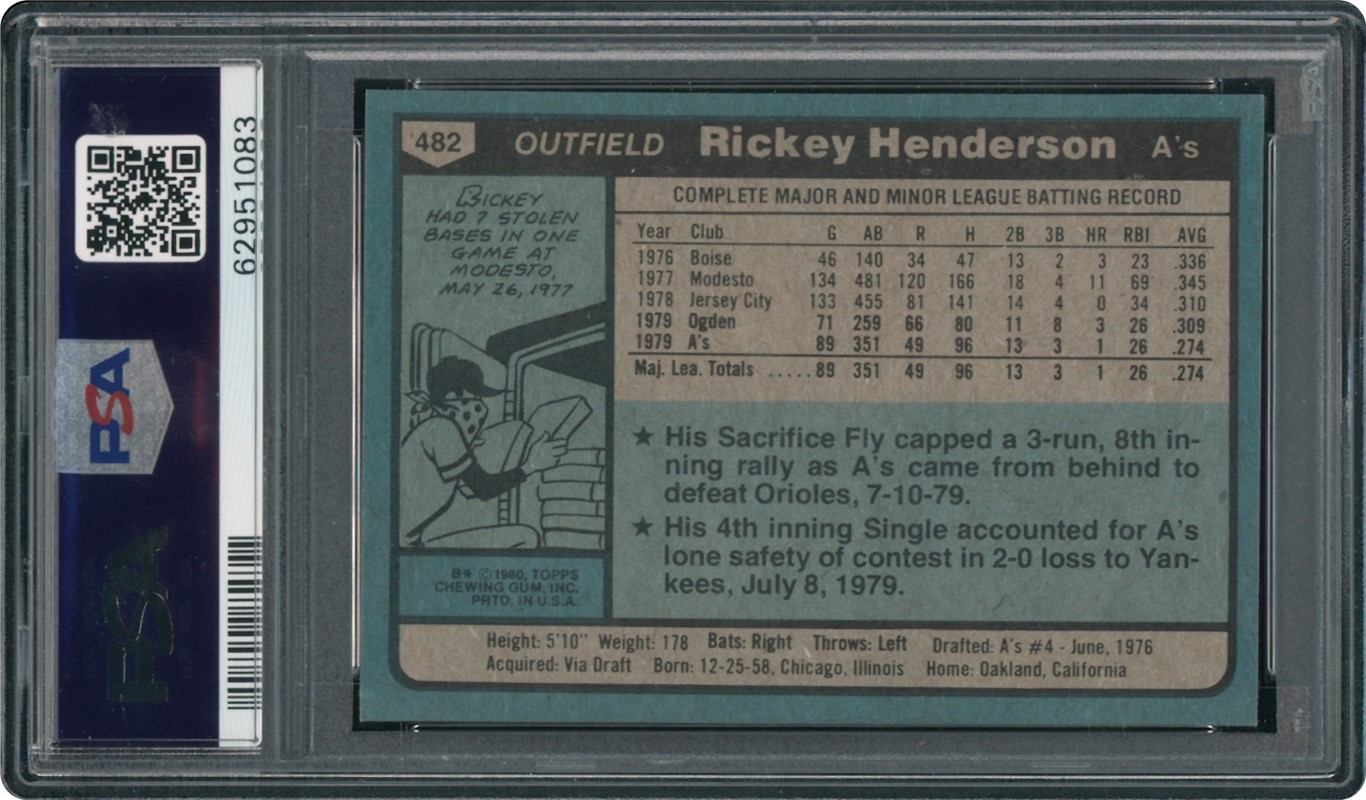 62951083
PSA
PSA
482 OUTFIELD Rickey Henderson A's
RICKEY
HAD 7 STOLEN
BASES IN ONE
GAME AT
MODESTO,
MAY 26, 1977
B* © 1980, TOPPS
CHEWING GUM, INC.
PRTD. IN U.S.A.
COMPLETE MAJOR AND MINOR LEAGUE BATTING RECORD
Year Club G AB R H 2B 3B HR RBI AVG
1976 Boise 46 140 34 47 13 2 3 23 .336
1977 Modesto 134 481 120 166 18 4 11 69 .345
1978 Jersey City 133 455 81 141 14 4 0 34 .310
1979 Ogden 71 259 66 80 11 8 3 26 .309
1979 A's 89 351 49 96 13 3 1 26 .274
Maj. Lea. Totals ..... 89 351 49 96 13 3 1 26 .274
★ His Sacrifice Fly capped a 3-run, 8th in-
ning rally as A's came from behind to
defeat Orioles, 7-10-79.
★ His 4th inning Single accounted for A's
lone safety of contest in 2-0 loss to Yan-
kees, July 8, 1979.
Height: 5'10" Weight: 178 Bats: Right Throws: Left Drafted: A's #4 - June, 1976
Acquired: Via Draft Born: 12-25-58, Chicago, Illinois Home: Oakland, California
PSA